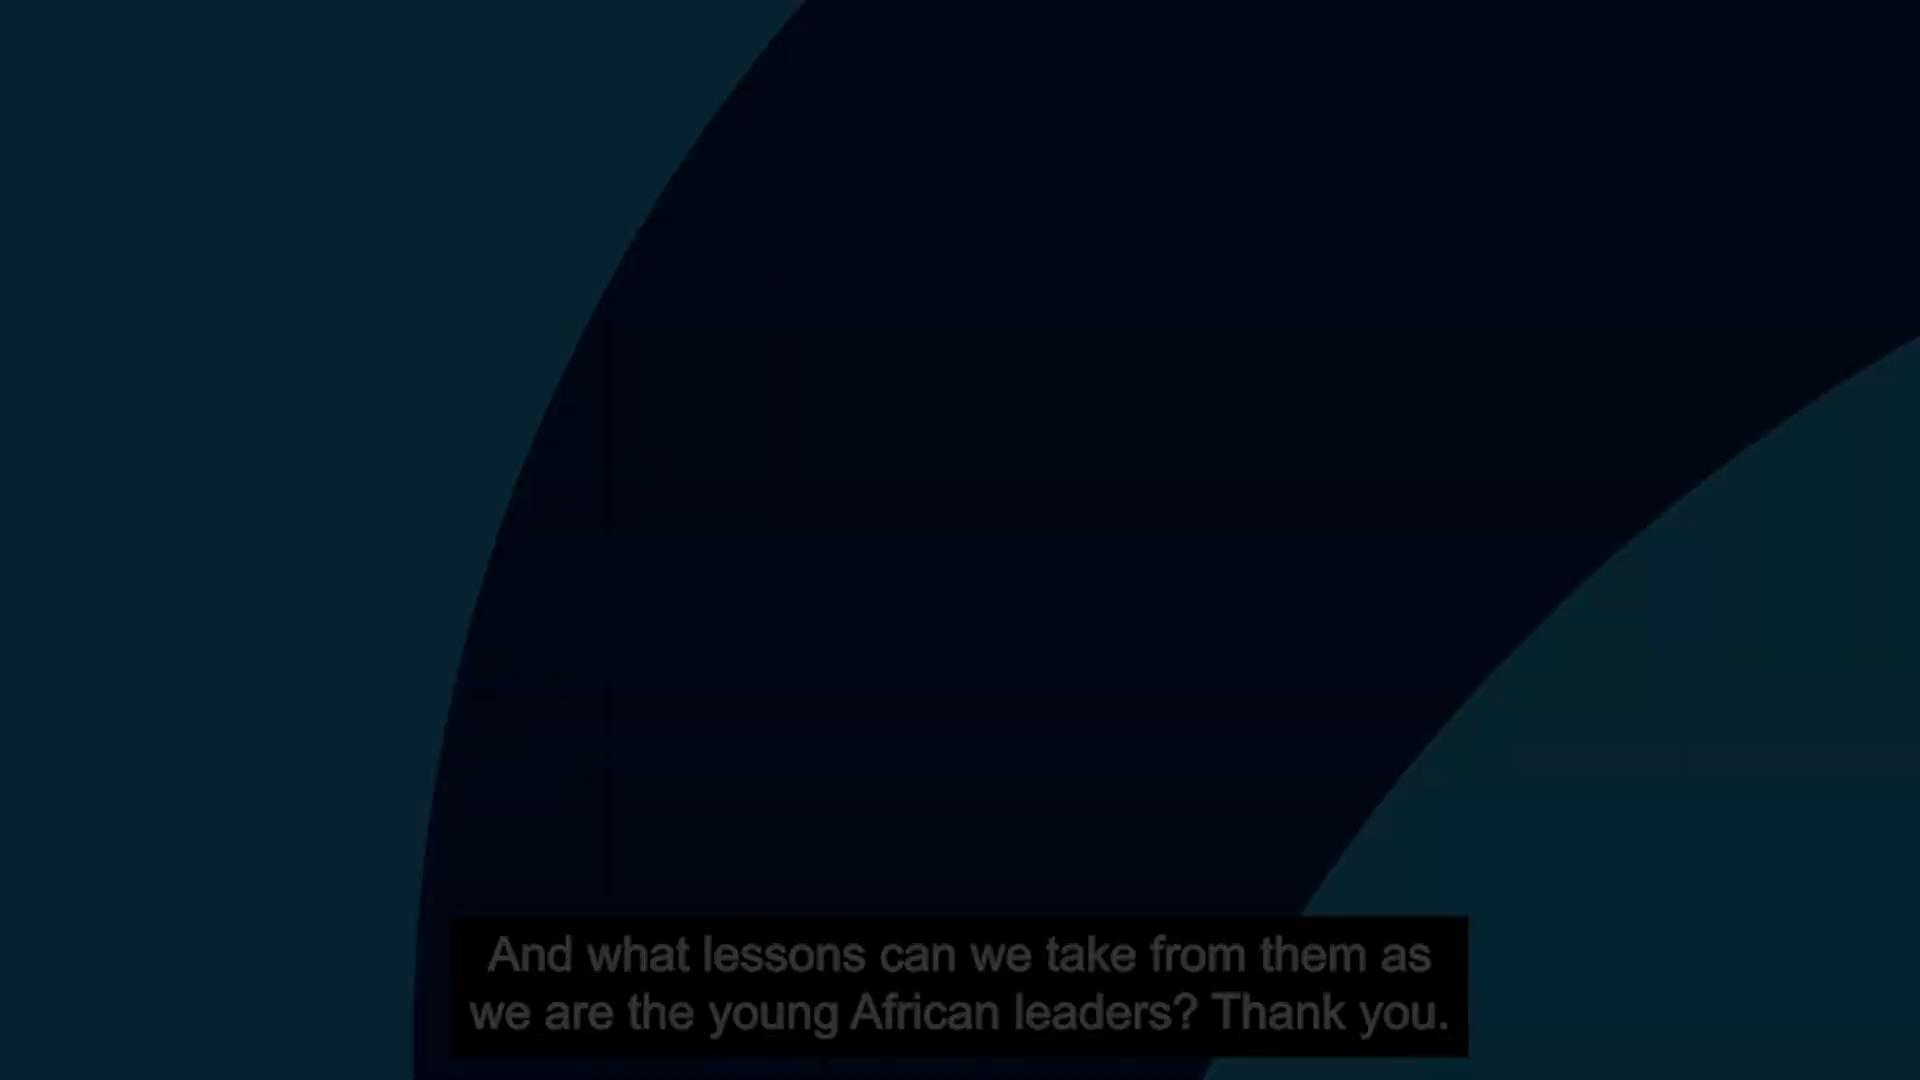 And what lessons can we take from them as
we are the young African leaders? Thank you.